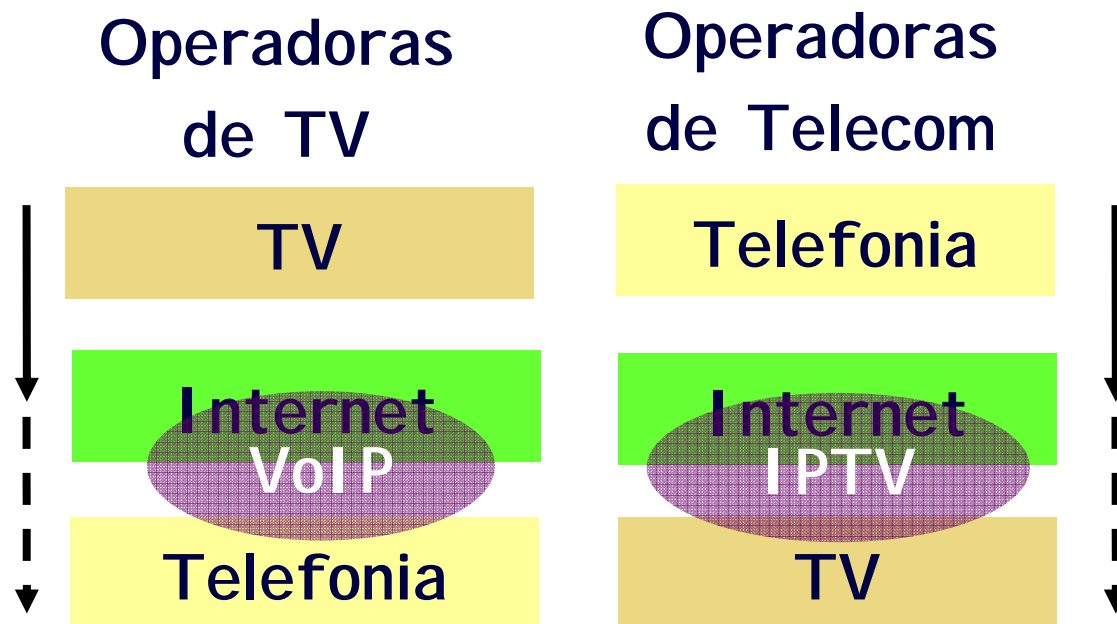 Operadoras
de TV
TV
Internet
VoIP
Telefonia
Operadoras
de Telecom
Telefonia
Internet
IPTV
TV